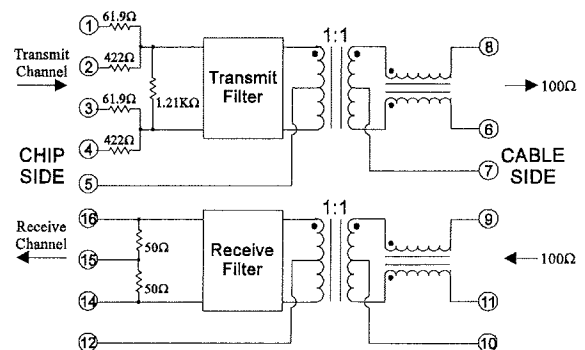 1 61.9Ω
Transmit
Channel
2 422Ω
3 61.9Ω
4 422Ω
1.21KΩ
Transmit
Filter
1:1
8
100Ω
6
7
CHIP
SIDE
CABLE
SIDE
5
16
Receive
Channel
15
50Ω
50Ω
14
12
Receive
Filter
1:1
9
100Ω
11
10